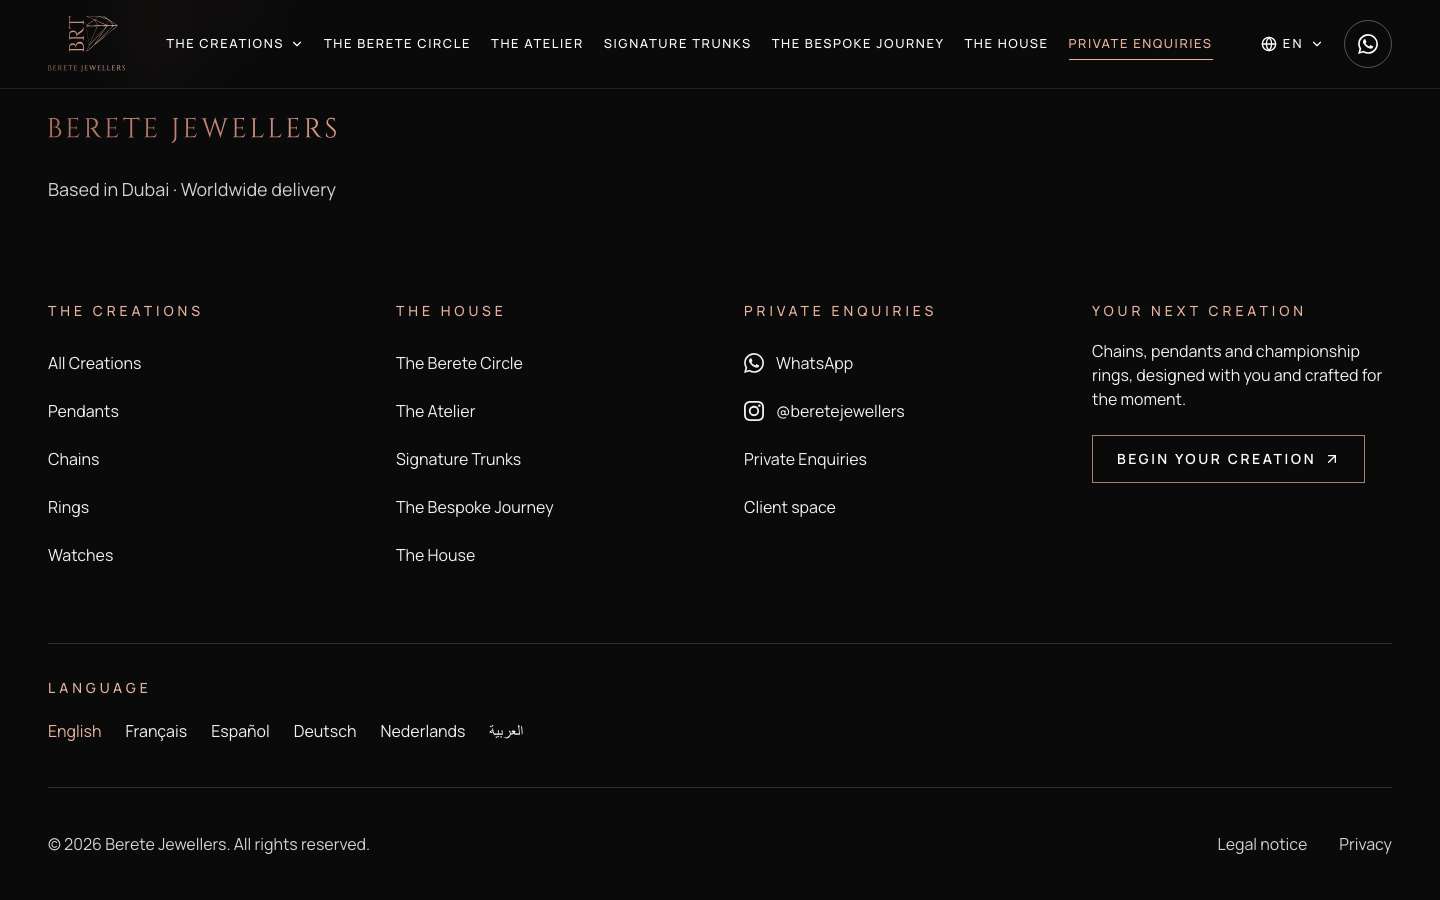 BRT
BERETE JEWELLERS
THE CREATIONS
THE BERETE CIRCLE
THE ATELIER
SIGNATURE TRUNKS
THE BESPOKE JOURNEY
THE HOUSE
PRIVATE ENQUIRIES
EN
BERETE JEWELLERS
Based in Dubai · Worldwide delivery
THE CREATIONS
All Creations
Pendants
Chains
Rings
Watches
THE HOUSE
The Berete Circle
The Atelier
Signature Trunks
The Bespoke Journey
The House
PRIVATE ENQUIRIES
WhatsApp
@beretejewellers
Private Enquiries
Client space
YOUR NEXT CREATION
Chains, pendants and championship
rings, designed with you and crafted for
the moment.
BEGIN YOUR CREATION
LANGUAGE
English Français Español Deutsch Nederlands العربية
© 2026 Berete Jewellers. All rights reserved.
Legal notice Privacy